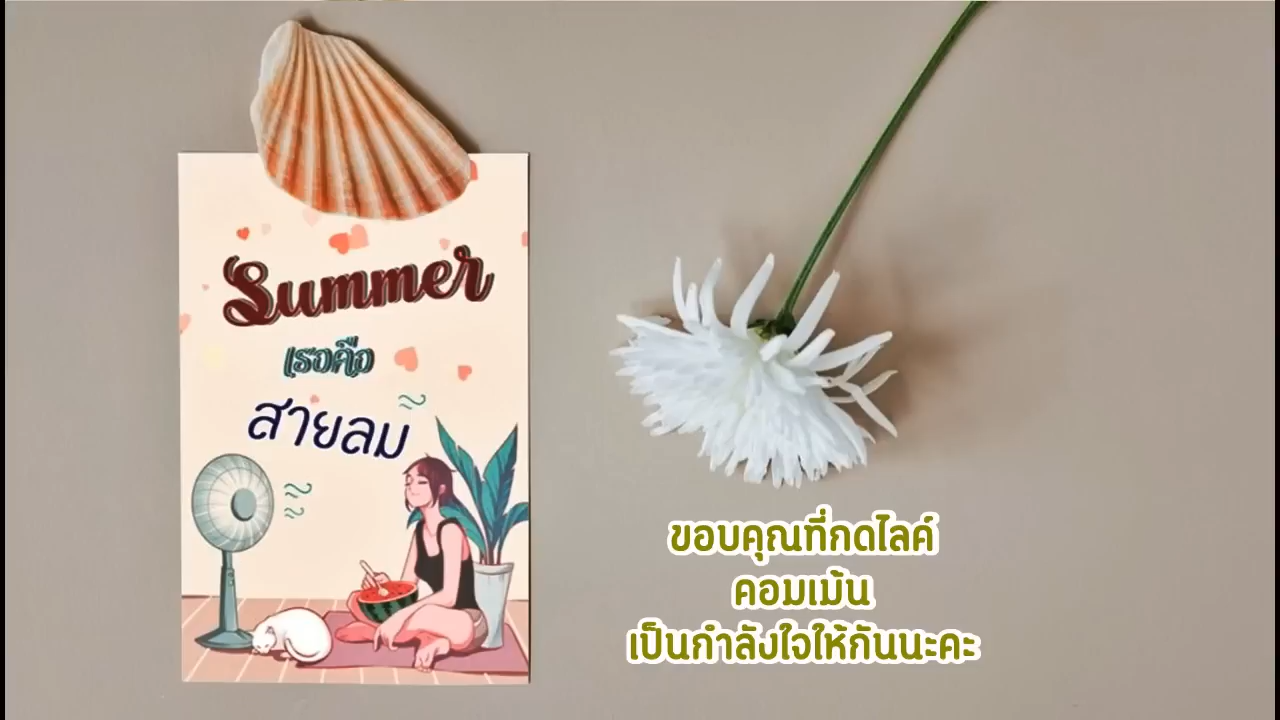 Summer
เธอคือ
สายลม
ขอบคุณที่กดไลค์
คอมเม้น
เป็นกำลังใจให้กันนะคะ